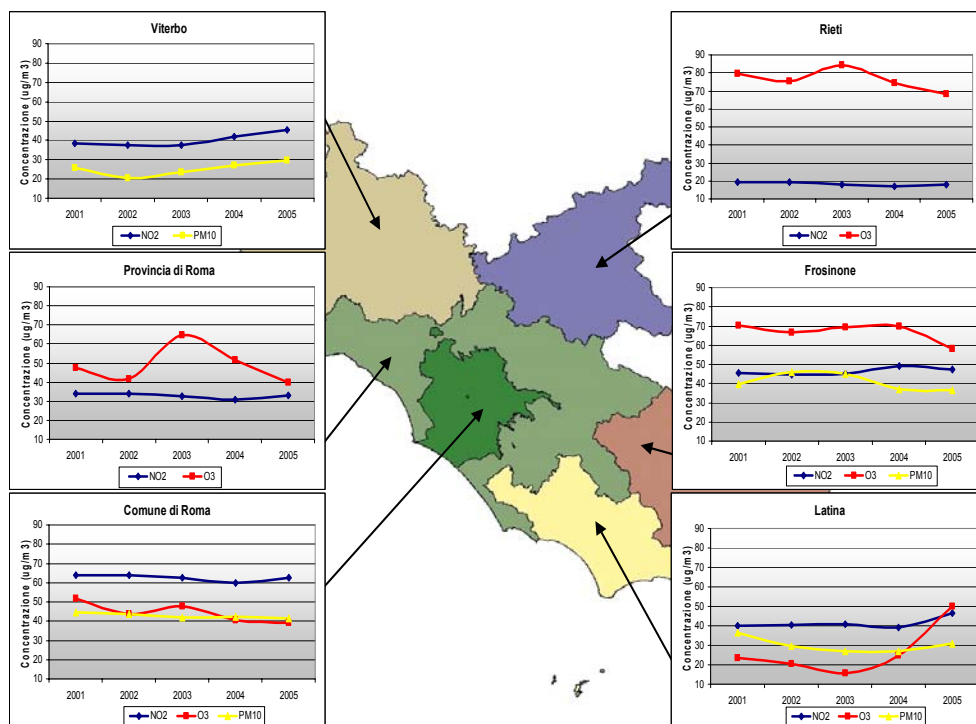 Viterbo
Concentrazione (ug/m3)
90
80
70
60
50
40
30
20
10
2001 2002 2003 2004 2005
NO2 PM10
Rieti
Concentrazione (ug/m3)
90
80
70
60
50
40
30
20
10
2001 2002 2003 2004 2005
NO2 O3
Provincia di Roma
Concentrazione (ug/m3)
90
80
70
60
50
40
30
20
10
2001 2002 2003 2004 2005
NO2 O3
Frosinone
Concentrazione (ug/m3)
90
80
70
60
50
40
30
20
10
2001 2002 2003 2004 2005
NO2 O3 PM10
Comune di Roma
Concentrazione (ug/m3)
90
80
70
60
50
40
30
20
10
2001 2002 2003 2004 2005
NO2 O3 PM10
Latina
Concentrazione (ug/m3)
90
80
70
60
50
40
30
20
10
2001 2002 2003 2004 2005
NO2 O3 PM10